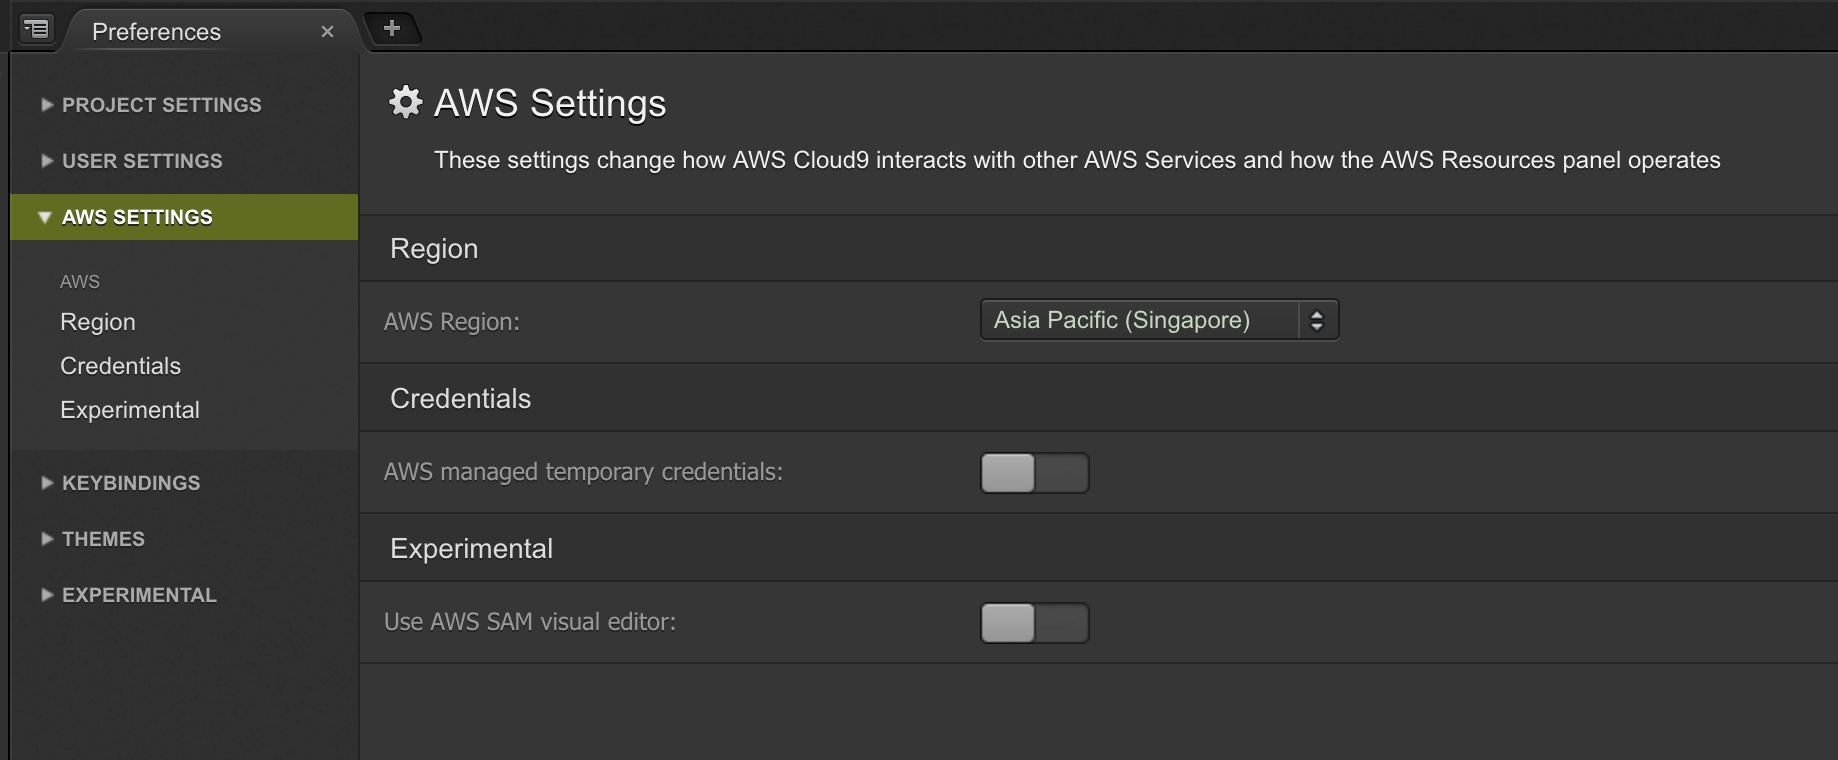 Preferences
PROJECT SETTINGS
USER SETTINGS
AWS SETTINGS
AWS
Region
Credentials
Experimental
KEYBINDINGS
THEMES
EXPERIMENTAL
AWS Settings
These settings change how AWS Cloud9 interacts with other AWS Services and how the AWS Resources panel operates
Region
AWS Region:
Asia Pacific (Singapore)
Credentials
AWS managed temporary credentials:
Experimental
Use AWS SAM visual editor: